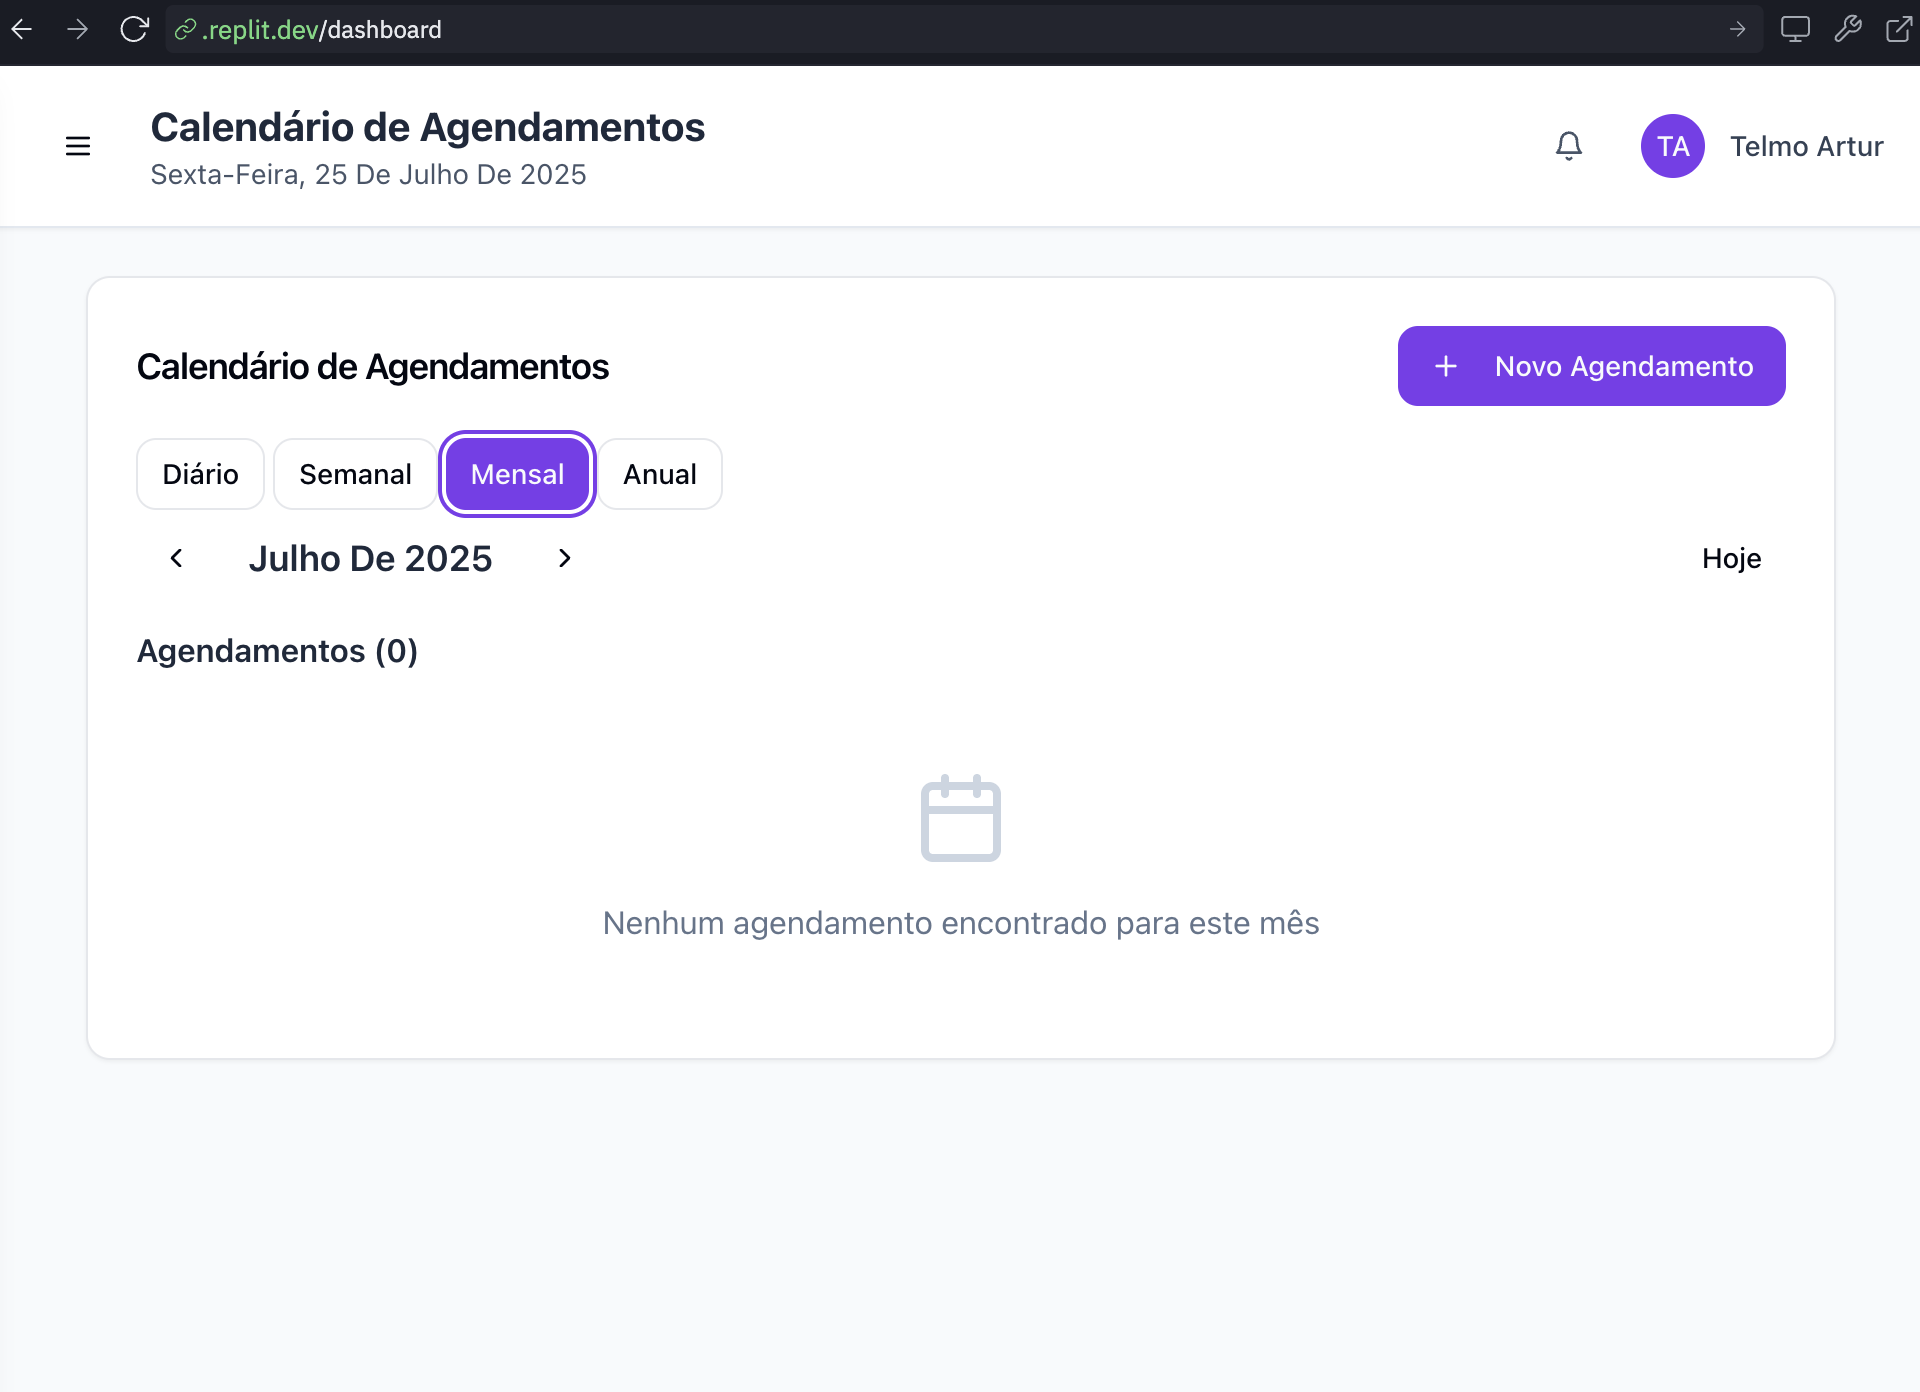 .replit.dev/dashboard
Calendário de Agendamentos
Sexta-Feira, 25 De Julho De 2025
TA
Telmo Artur
Calendário de Agendamentos
+ Novo Agendamento
Diário
Semanal
Mensal
Anual
Julho De 2025
Hoje
Agendamentos (0)
Nenhum agendamento encontrado para este mês